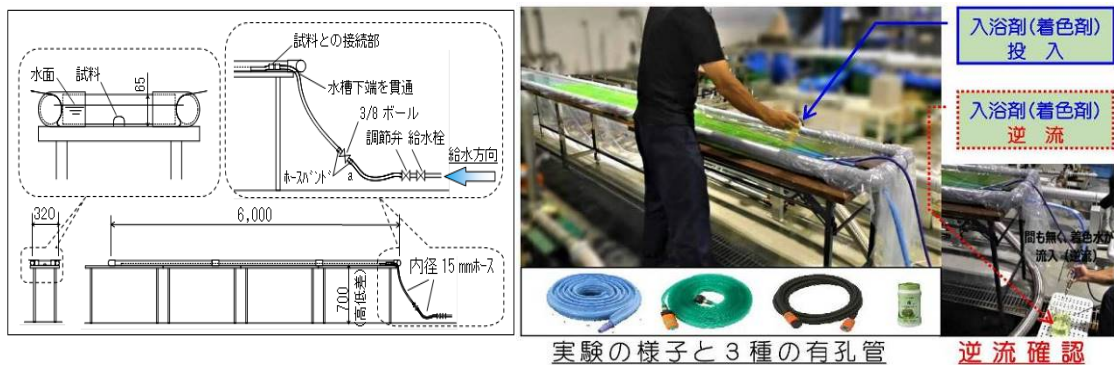 試料との接続部
水面
試料
65
水槽下端を貫通
3/8 ボール
調節弁 給水栓
給水方向
ホースバンド
a
320
6,000
内径 15 mmホース
700
(高低差)
入浴剤(着色剤)
投 入
入浴剤(着色剤)
逆 流
間も無く、着色水が
流入(逆流)
実験の様子と3種の有孔管
逆流確認